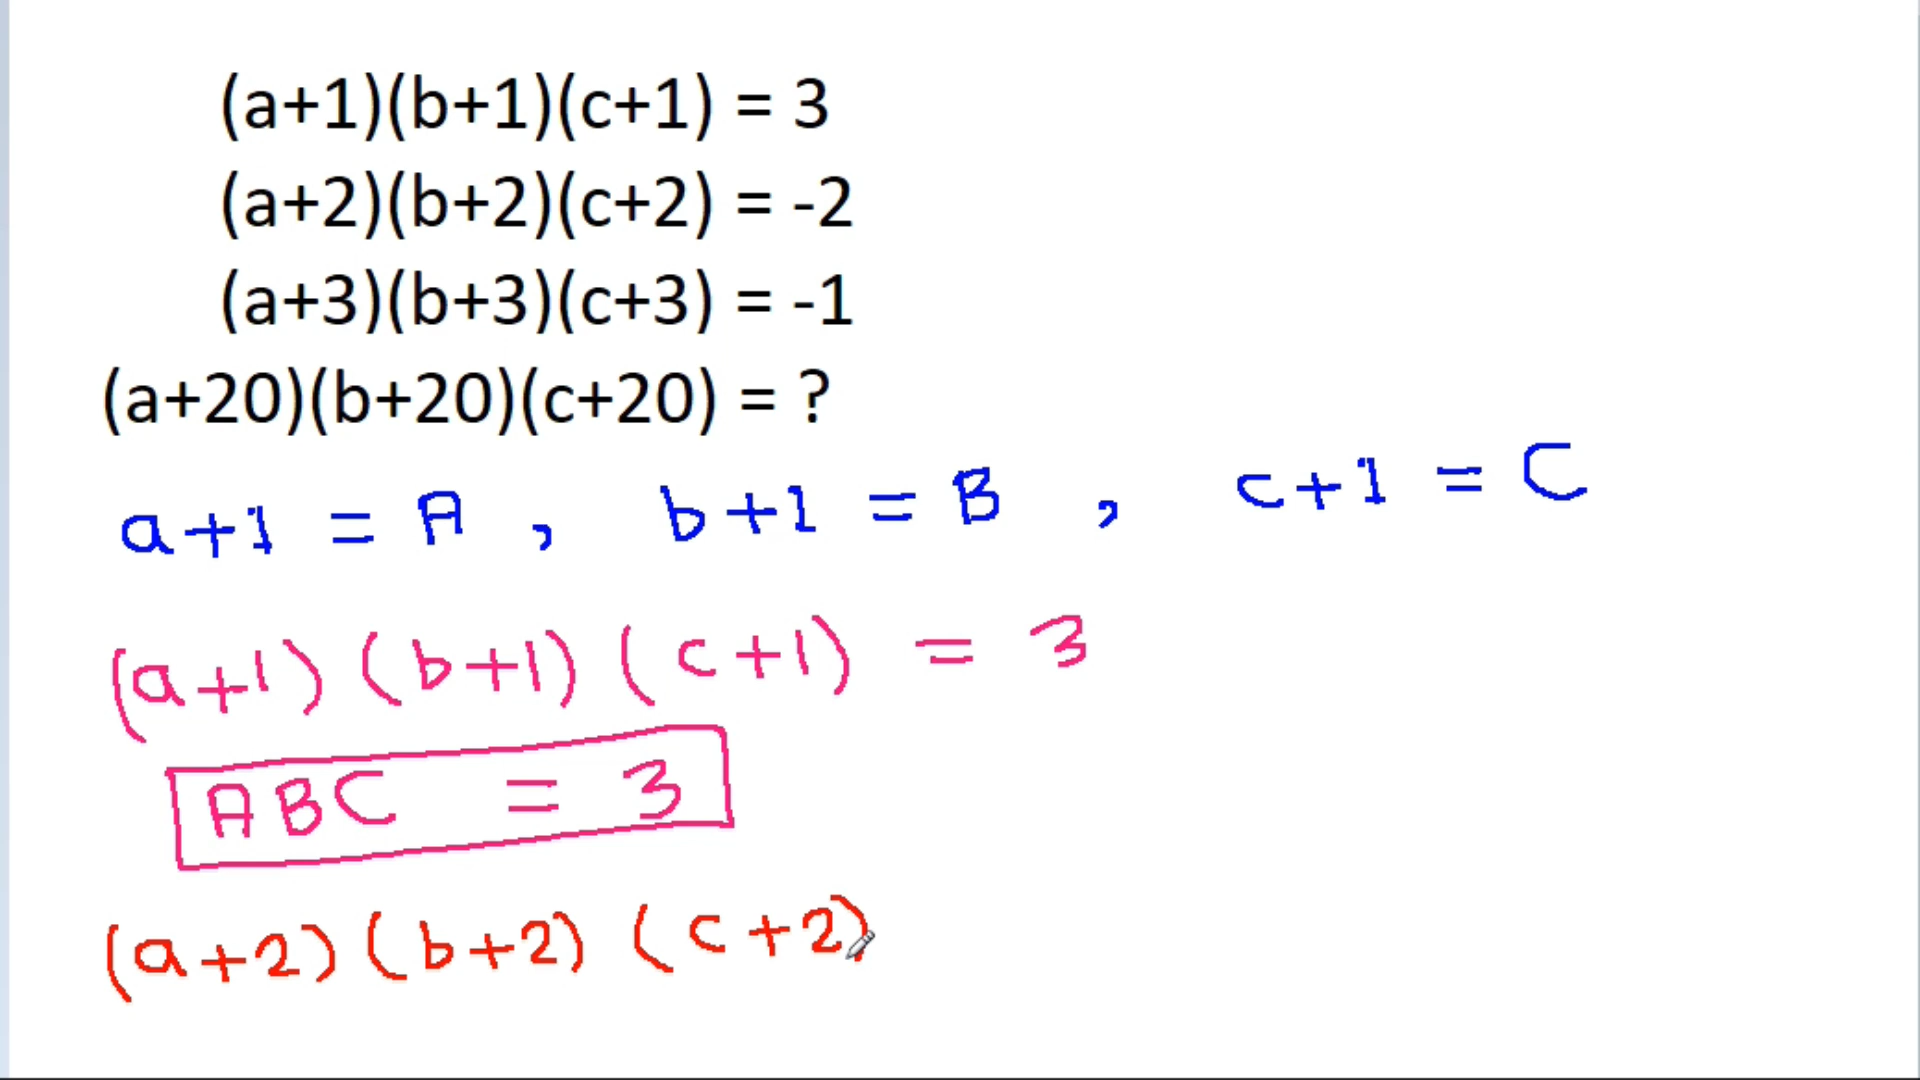 (a+1)(b+1)(c+1) = 3
(a+2)(b+2)(c+2) = -2
(a+3)(b+3)(c+3) = -1
(a+20)(b+20)(c+20) = ?
a+1 = A , b+1 = B , c+1 = C
(a+1) (b+1) (c+1) = 3
ABC = 3
(a+2) (b+2) (c+2)